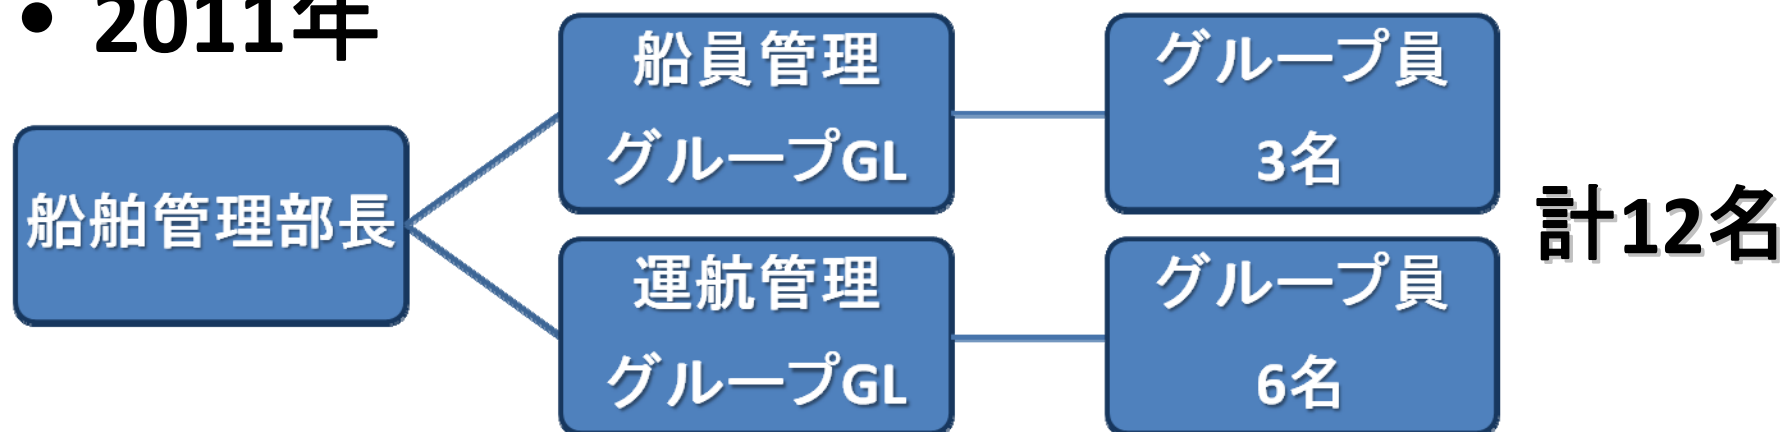 • 2011年
船舶管理部長
船員管理
グループGL
グループ員
3名
運航管理
グループGL
グループ員
6名
計12名